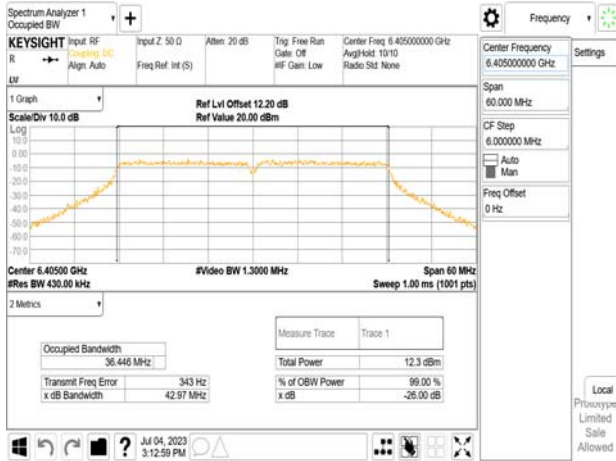 Spectrum Analyzer 1
Occupied BW
+
Frequency
KEYSIGHT
Input: RF
Coupling: DC
Align: Auto
Input Z: 50 Ω
Freq Ref: Int (S)
Atten: 20 dB
Trig: Free Run
Gate: Off
#IF Gain: Low
Center Freq: 6.405000000 GHz
Avg|Hold: 10/10
Radio Std: None
R
LXI
1 Graph
Scale/Div 10.0 dB
Ref Lvl Offset 12.20 dB
Ref Value 20.00 dBm
Log
10.0
0.00
-10.0
-20.0
-30.0
-40.0
-50.0
-60.0
-70.0
Center 6.40500 GHz
#Res BW 430.00 kHz
#Video BW 1.3000 MHz
Span 60 MHz
Sweep 1.00 ms (1001 pts)
2 Metrics
Measure Trace
Trace 1
Occupied Bandwidth
36.446 MHz
Total Power
12.3 dBm
Transmit Freq Error
343 Hz
% of OBW Power
99.00 %
x dB Bandwidth
42.97 MHz
x dB
-26.00 dB
Center Frequency
6.405000000 GHz
Settings
Span
60.000 MHz
CF Step
6.000000 MHz
Auto
Man
Freq Offset
0 Hz
Local
Prototype
Limited
Sale
Allowed
?
Jul 04, 2023
3:12:59 PM